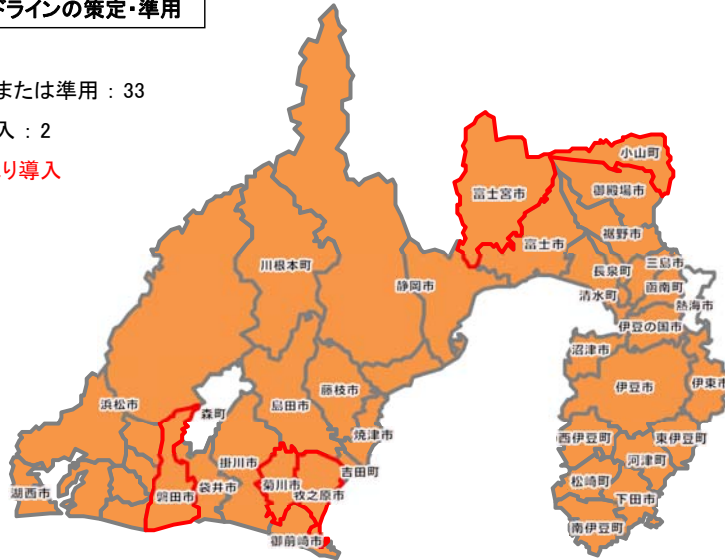 ドラインの策定・準用
または準用 : 33
入 : 2
り導入
小山町
富士宮市
御殿場市
裾野市
富士市
川根本町
三島市
長泉町
静岡市
函南町
清水町
熱海市
伊豆の国市
沼津市
藤枝市
伊豆市
伊東市
浜松市
島田市
森町
焼津市
西伊豆町
東伊豆町
掛川市
河津町
吉田町
菊川市
松崎町
湖西市
磐田市
袋井市
牧之原市
下田市
南伊豆町
御前崎市